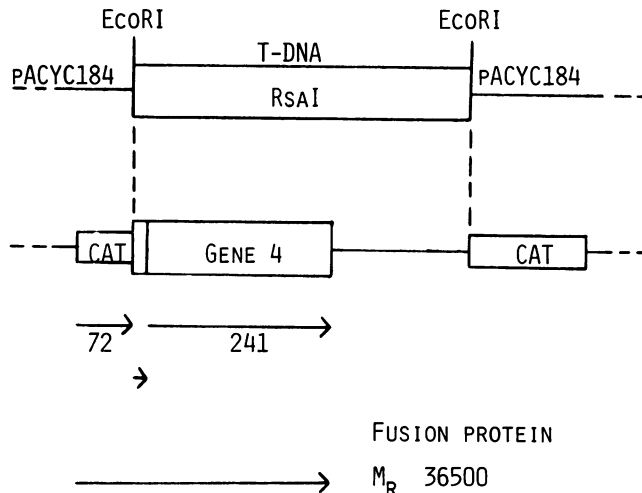 EcoRI EcoRI
T-DNA
pACYC184 pACYC184
RsaI
CAT GENE 4 CAT
72 241
FUSION PROTEIN
MR 36500